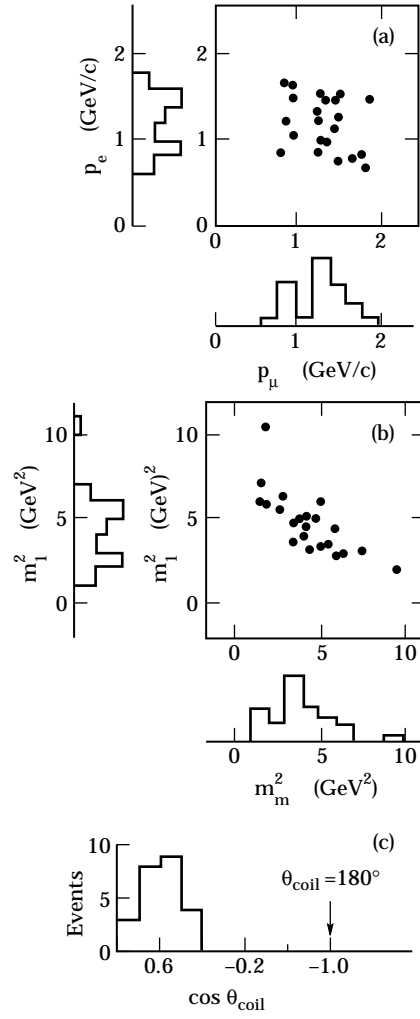 (a)
p_e (GeV/c)
2
1
0
0 1 2
0 1 2
p_μ (GeV/c)
(b)
m_1^2 (GeV^2)
m_1^2 (GeV)^2
10
5
0
10
5
0
0 5 10
0 5 10
m_m^2 (GeV^2)
(c)
Events
10
5
0
θ_coil = 180°
0.6 −0.2 −1.0
cos θ_coil